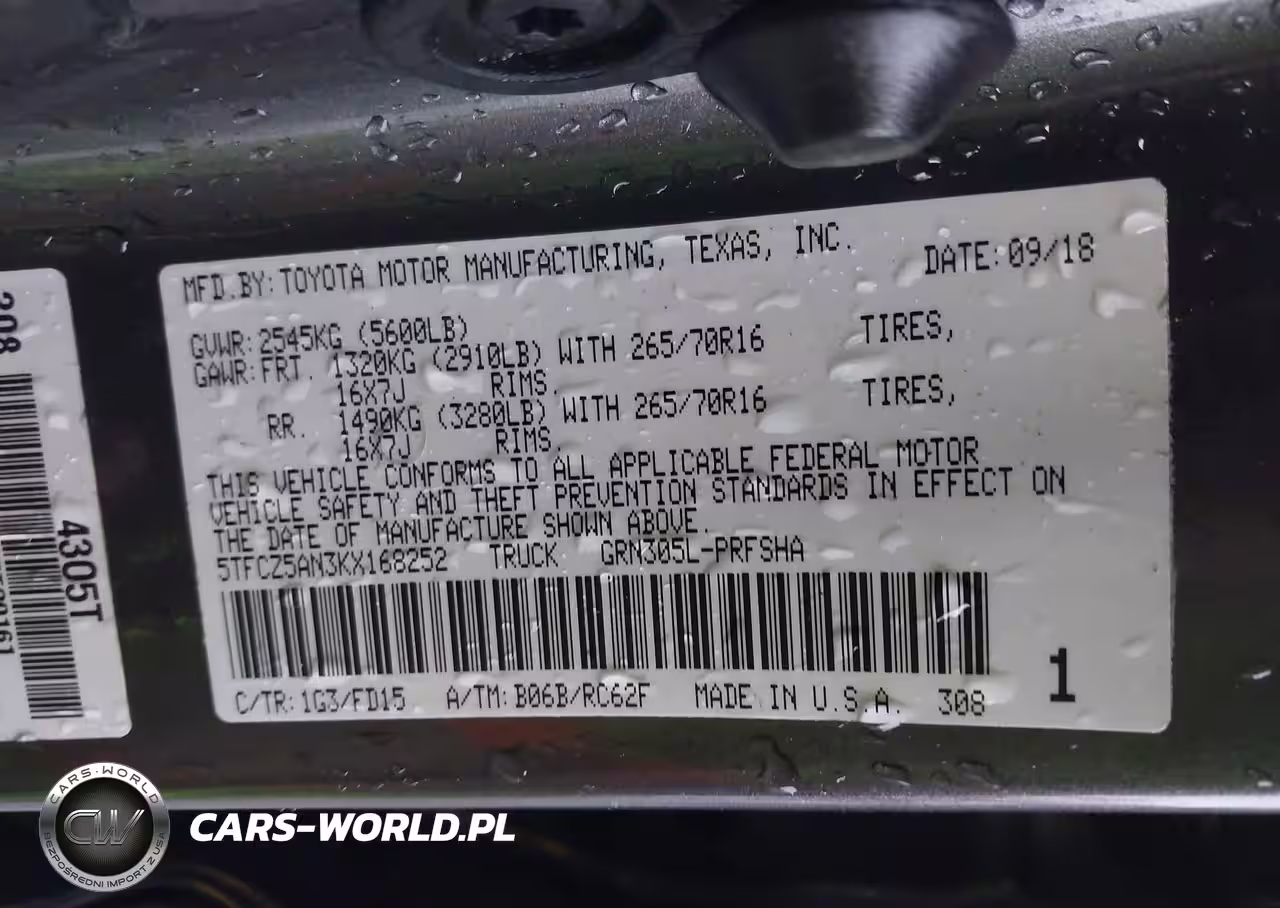 MFD.BY: TOYOTA MOTOR MANUFACTURING, TEXAS, INC. DATE: 09/18
GVWR: 2545KG (5600LB)
GAWR: FRT. 1320KG (2910LB) WITH 265/70R16 TIRES,
16X7J RIMS.
RR. 1490KG (3280LB) WITH 265/70R16 TIRES,
16X7J RIMS.
THIS VEHICLE CONFORMS TO ALL APPLICABLE FEDERAL MOTOR
VEHICLE SAFETY AND THEFT PREVENTION STANDARDS IN EFFECT ON
THE DATE OF MANUFACTURE SHOWN ABOVE.
5TFCZ5AN3KX168252 TRUCK GRN305L-PRFSHA
C/TR: 1G3/FD15 A/TM: B06B/RC62F MADE IN U.S.A. 308
1
208
4305T
CARS-WORLD
CW
BEZPOŚREDNI IMPORT Z USA
CARS-WORLD.PL